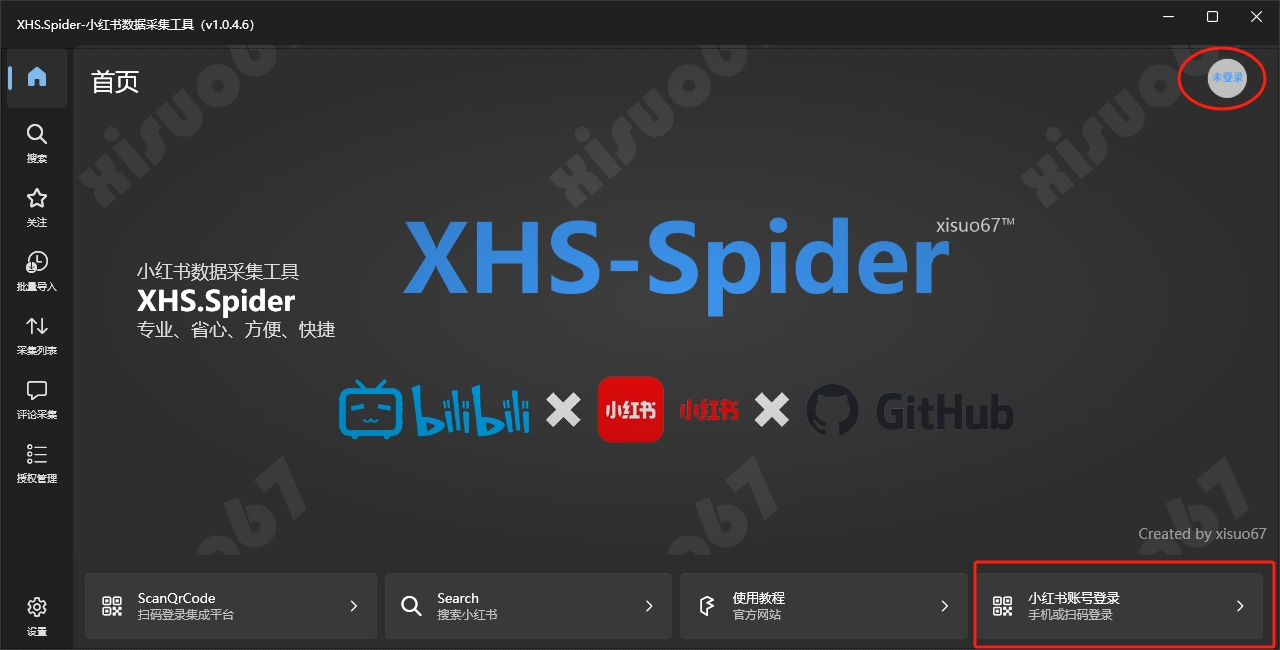 XHS.Spider-小红书数据采集工具（v1.0.4.6）
首页
未登录
搜索
关注
批量导入
采集列表
评论采集
授权管理
设置
xisuo67
xisuo67
xisuo67
小红书数据采集工具
XHS.Spider
专业、省心、方便、快捷
XHS-Spider
xisuo67™
bilibili
小红书
小红书
GitHub
xisuo67
xisuo67
xisuo67
Created by xisuo67
ScanQrCode
扫码登录集成平台
Search
搜索小红书
使用教程
官方网站
小红书账号登录
手机或扫码登录